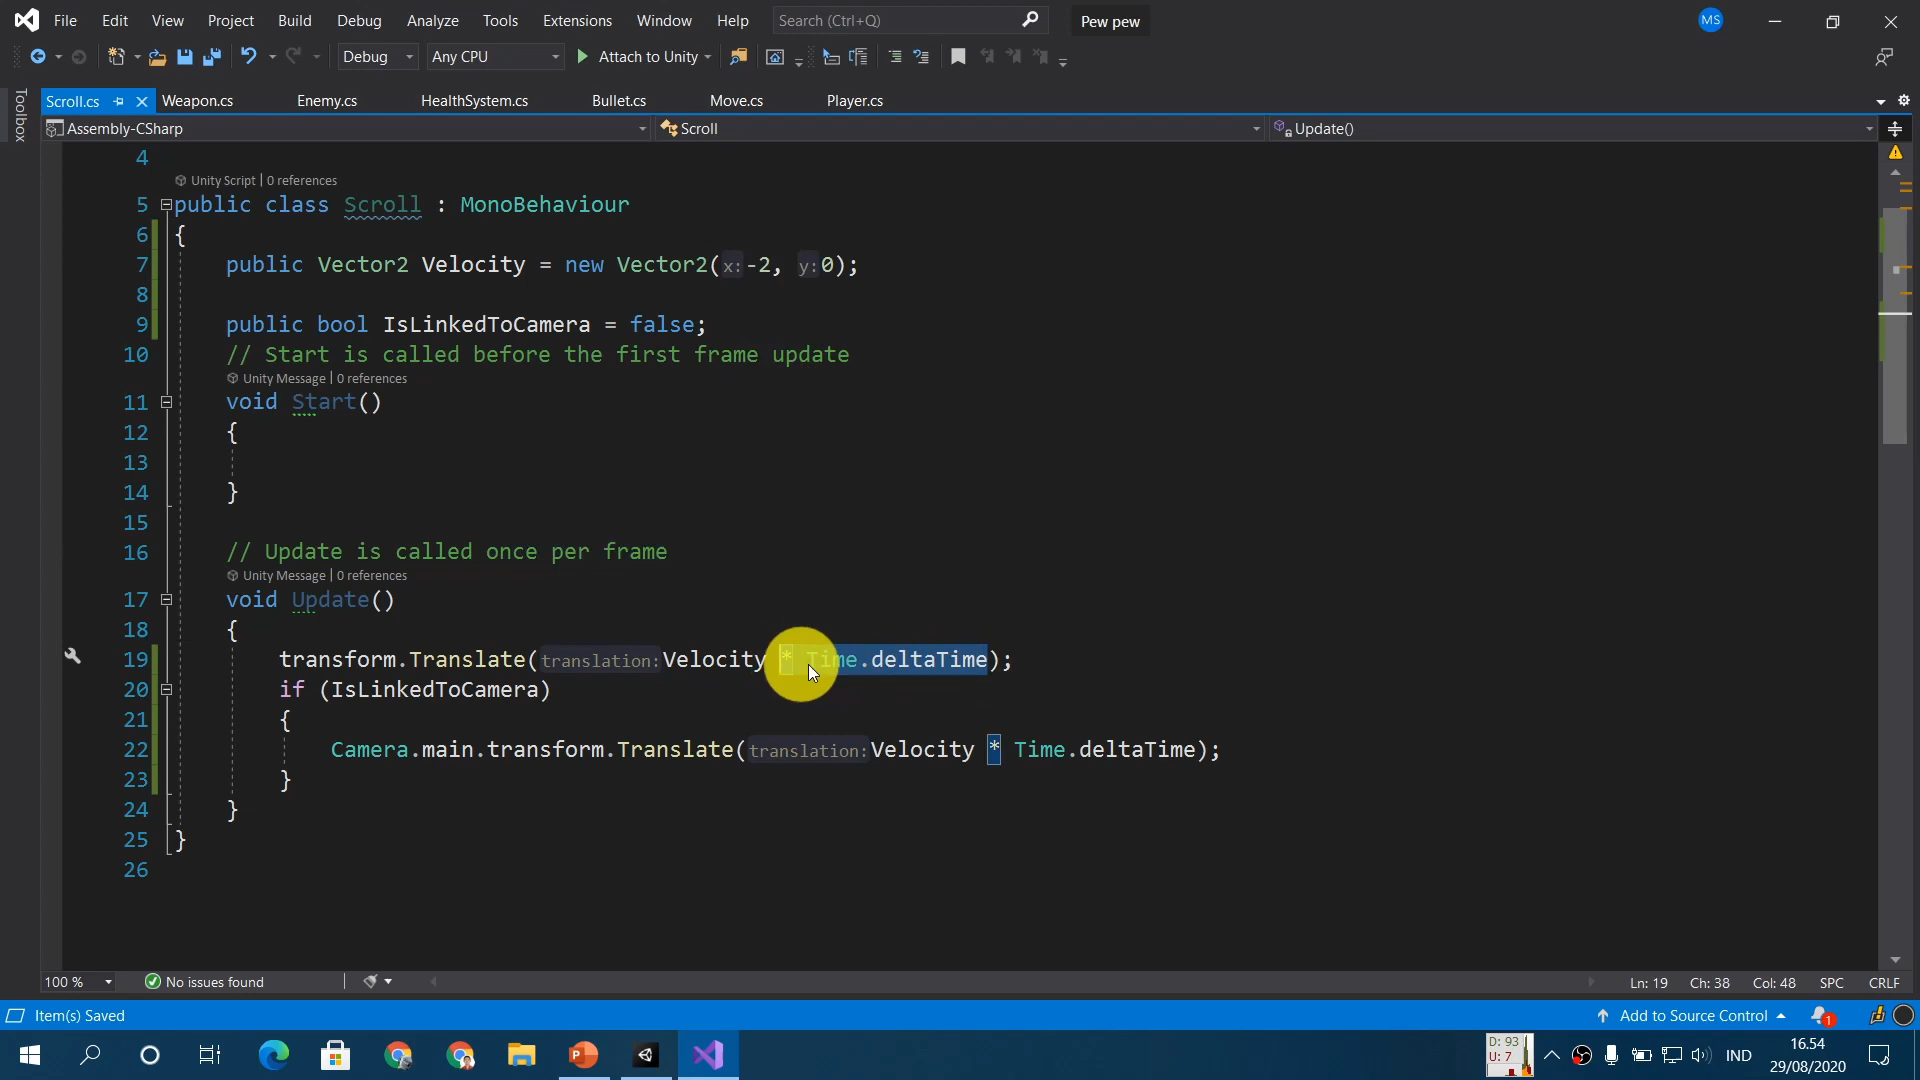 File Edit View Project Build Debug Analyze Tools Extensions Window Help Search (Ctrl+Q) Pew pew MS
Debug Any CPU Attach to Unity
Toolbox
Scroll.cs Weapon.cs Enemy.cs HealthSystem.cs Bullet.cs Move.cs Player.cs
Assembly-CSharp Scroll Update()
4
Unity Script | 0 references
5 public class Scroll : MonoBehaviour
6 {
7 public Vector2 Velocity = new Vector2(x:-2, y:0);
8
9 public bool IsLinkedToCamera = false;
10 // Start is called before the first frame update
Unity Message | 0 references
11 void Start()
12 {
13
14 }
15
16 // Update is called once per frame
Unity Message | 0 references
17 void Update()
18 {
19 transform.Translate(translation:Velocity * Time.deltaTime);
20 if (IsLinkedToCamera)
21 {
22 Camera.main.transform.Translate(translation:Velocity * Time.deltaTime);
23 }
24 }
25 }
26
100 % No issues found Ln: 19 Ch: 38 Col: 48 SPC CRLF
Item(s) Saved Add to Source Control 1
D: 93
U: 7
IND
16.54
29/08/2020